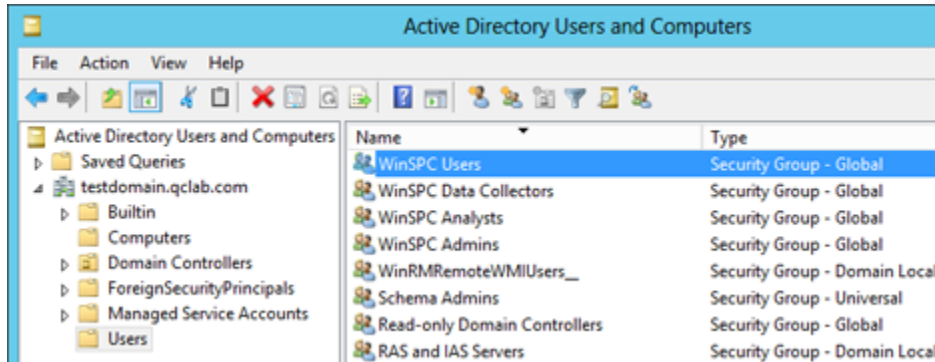 Active Directory Users and Computers
File Action View Help
Active Directory Users and Computers
Saved Queries
testdomain.qclab.com
Builtin
Computers
Domain Controllers
ForeignSecurityPrincipals
Managed Service Accounts
Users
Name Type
WinSPC Users Security Group - Global
WinSPC Data Collectors Security Group - Global
WinSPC Analysts Security Group - Global
WinSPC Admins Security Group - Global
WinRMRemoteWMIUsers__ Security Group - Domain Local
Schema Admins Security Group - Universal
Read-only Domain Controllers Security Group - Global
RAS and IAS Servers Security Group - Domain Local